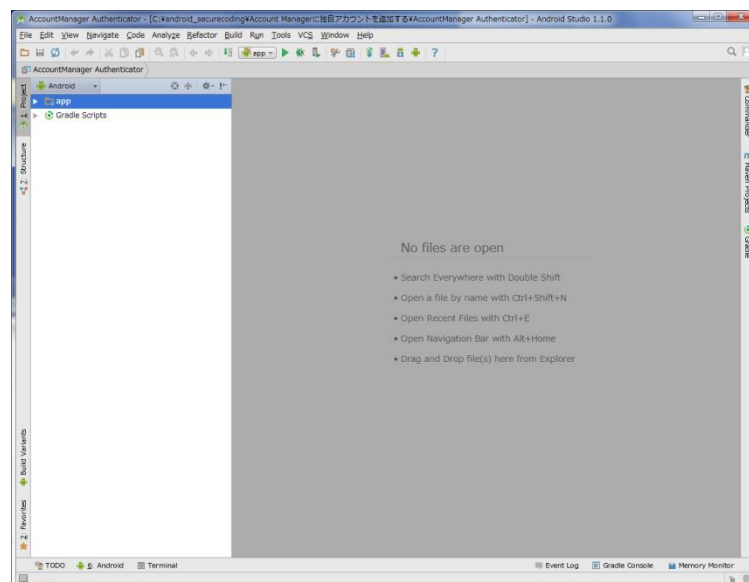 AccountManager Authenticator - [C:¥android_securecoding¥Account Managerに独自アカウントを追加する¥AccountManager Authenticator] - Android Studio 1.1.0
File Edit View Navigate Code Analyze Refactor Build Run Tools VCS Window Help
app
AccountManager Authenticator
Android
1: Project
app
Gradle Scripts
Commander
7: Structure
Maven Projects
Gradle
No files are open
• Search Everywhere with Double Shift
• Open a file by name with Ctrl+Shift+N
• Open Recent Files with Ctrl+E
• Open Navigation Bar with Alt+Home
• Drag and Drop file(s) here from Explorer
Build Variants
2: Favorites
TODO 6: Android Terminal Event Log Gradle Console Memory Monitor